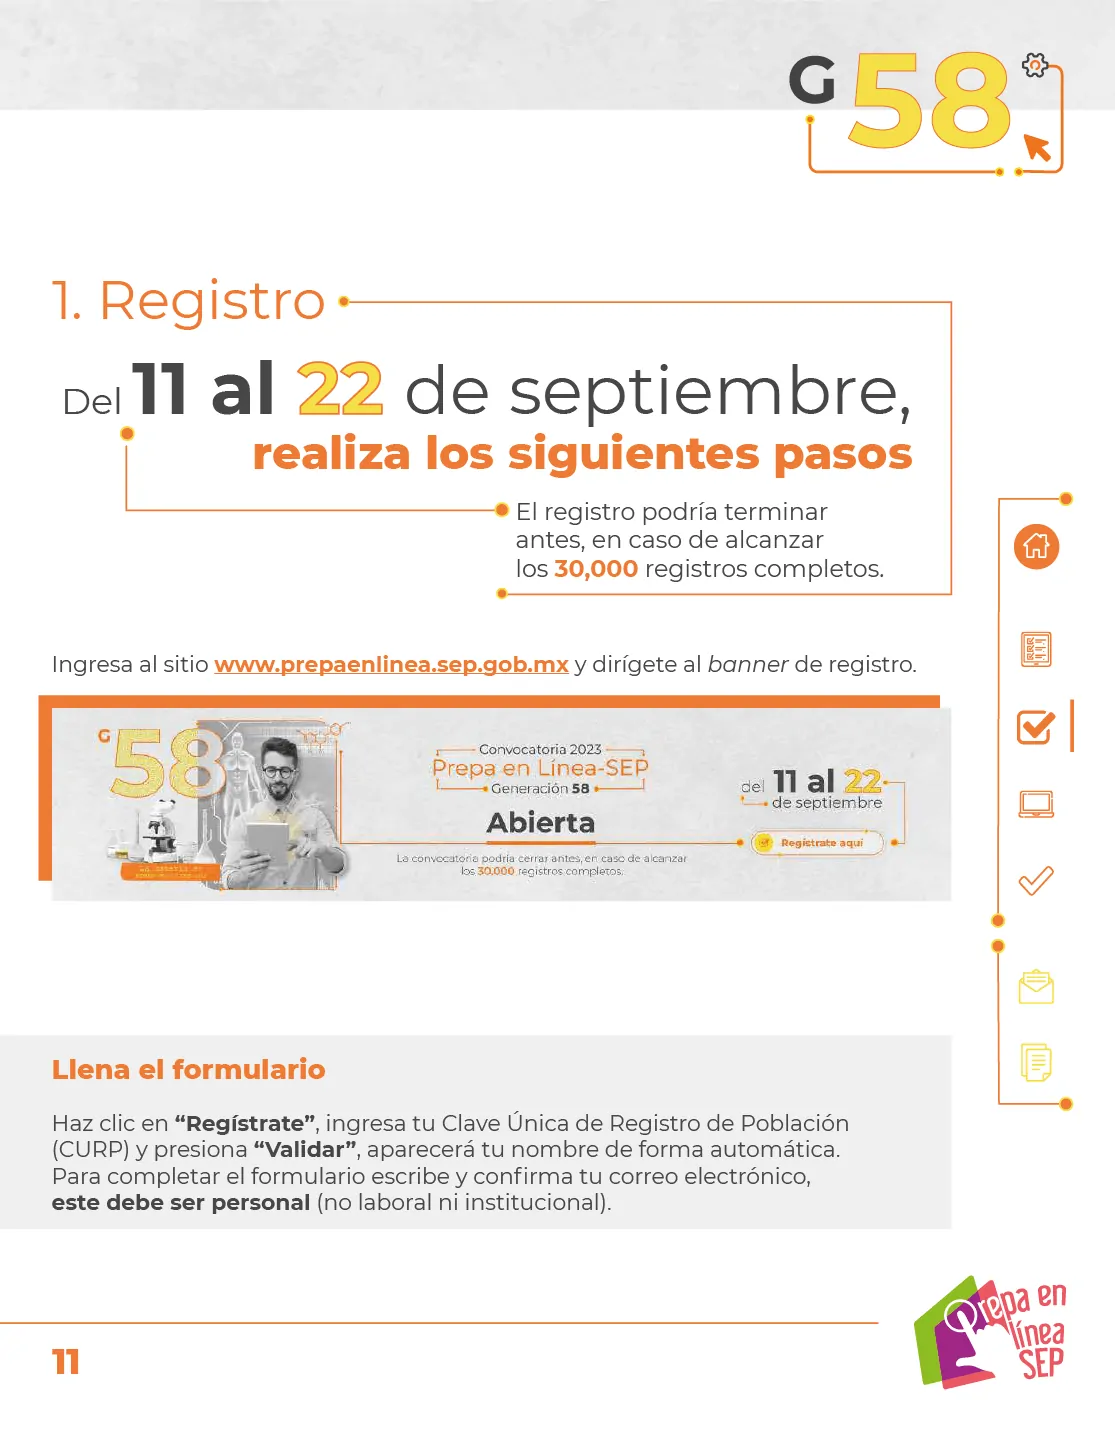 G58
1. Registro
Del 11 al 22 de septiembre,
realiza los siguientes pasos
El registro podría terminar
antes, en caso de alcanzar
los 30,000 registros completos.
Ingresa al sitio www.prepaenlinea.sep.gob.mx y dirígete al banner de registro.
G58
Convocatoria 2023
Prepa en Línea-SEP
Generación 58
Abierta
La convocatoria podría cerrar antes, en caso de alcanzar
los 30,000 registros completos.
del 11 al 22
de septiembre
Regístrate aquí
Llena el formulario
Haz clic en “Regístrate”, ingresa tu Clave Única de Registro de Población
(CURP) y presiona “Validar”, aparecerá tu nombre de forma automática.
Para completar el formulario escribe y confirma tu correo electrónico,
este debe ser personal (no laboral ni institucional).
11
Prepa en
línea
SEP